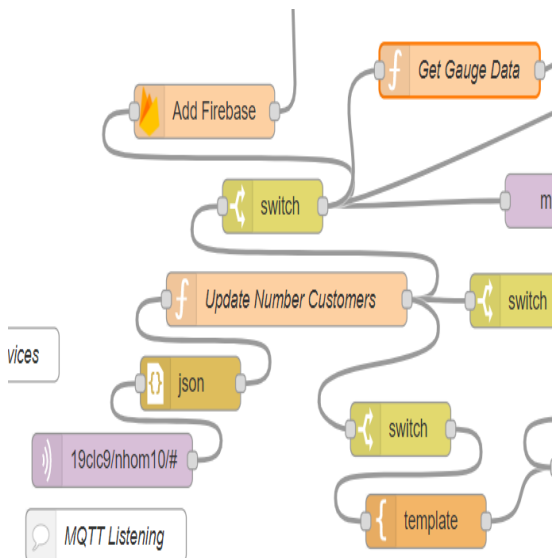 Get Gauge Data
Add Firebase
switch
m
Update Number Customers
switch
vices
json
switch
19clc9/nhom10/#
template
MQTT Listening